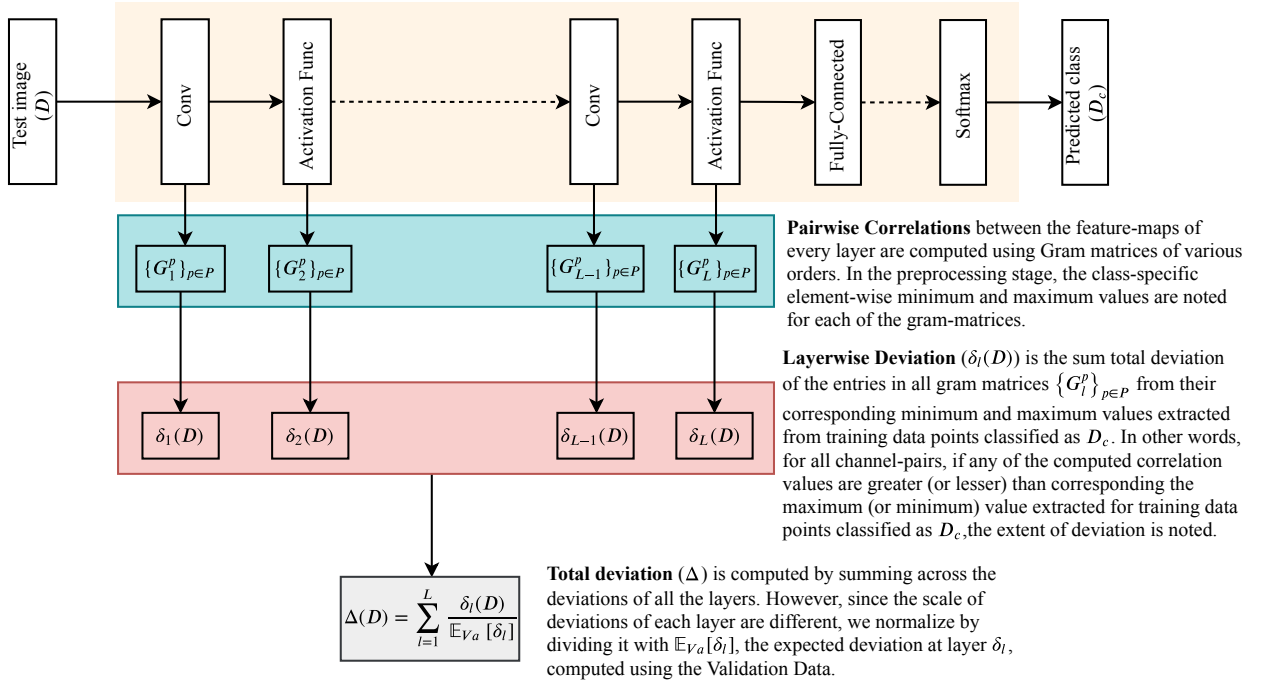 Test image
(D)
Conv
Activation Func
Conv
Activation Func
Fully-Connected
Softmax
Predicted class
(D_c)
{G_1^p}_{p∈P}
{G_2^p}_{p∈P}
{G_{L−1}^p}_{p∈P}
{G_L^p}_{p∈P}
Pairwise Correlations between the feature-maps of
every layer are computed using Gram matrices of various
orders. In the preprocessing stage, the class-specific
element-wise minimum and maximum values are noted
for each of the gram-matrices.
δ_1(D)
δ_2(D)
δ_{L−1}(D)
δ_L(D)
Layerwise Deviation (δ_l(D)) is the sum total deviation
of the entries in all gram matrices {G_l^p}_{p∈P} from their
corresponding minimum and maximum values extracted
from training data points classified as D_c. In other words,
for all channel-pairs, if any of the computed correlation
values are greater (or lesser) than corresponding the
maximum (or minimum) value extracted for training data
points classified as D_c,the extent of deviation is noted.
Δ(D) = ∑_{l=1}^{L} δ_l(D) / 𝔼_{Va} [δ_l]
Total deviation (Δ) is computed by summing across the
deviations of all the layers. However, since the scale of
deviations of each layer are different, we normalize by
dividing it with 𝔼_{Va}[δ_l], the expected deviation at layer δ_l,
computed using the Validation Data.